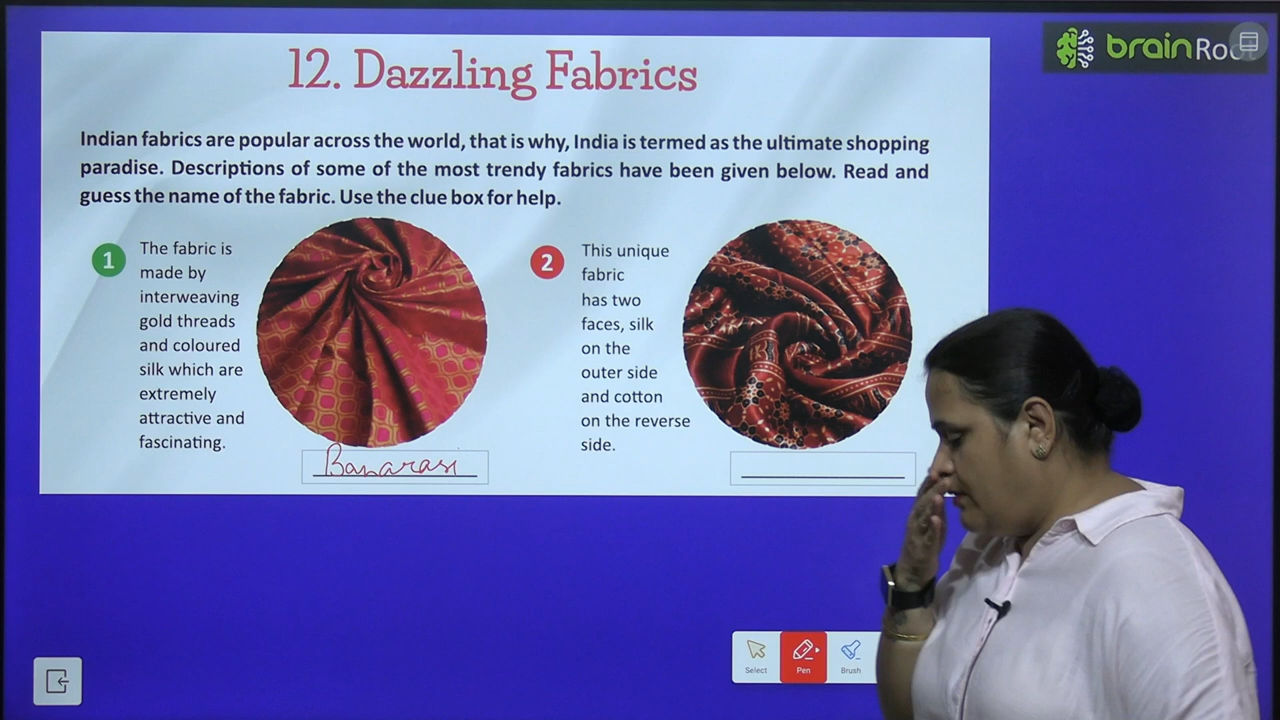 brainRoo
12. Dazzling Fabrics
Indian fabrics are popular across the world, that is why, India is termed as the ultimate shopping
paradise. Descriptions of some of the most trendy fabrics have been given below. Read and
guess the name of the fabric. Use the clue box for help.
1
The fabric is
made by
interweaving
gold threads
and coloured
silk which are
extremely
attractive and
fascinating.
Banarasi
2
This unique
fabric
has two
faces, silk
on the
outer side
and cotton
on the reverse
side.
Select
Pen
Brush